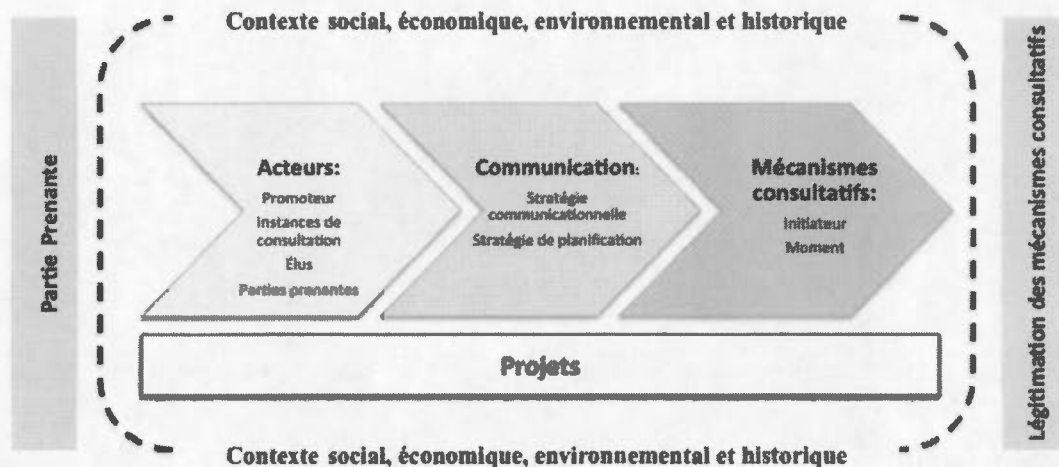 Contexte social, économique, environnemental et historique
Partie Prenante
Acteurs:
Promoteur
Instances de
consultation
Élus
Parties prenantes
Communication:
Stratégie
communicationnelle
Stratégie de planification
Mécanismes
consultatifs:
Initiateur
Moment
Projets
Légitimation des mécanismes consultatifs
Contexte social, économique, environnemental et historique